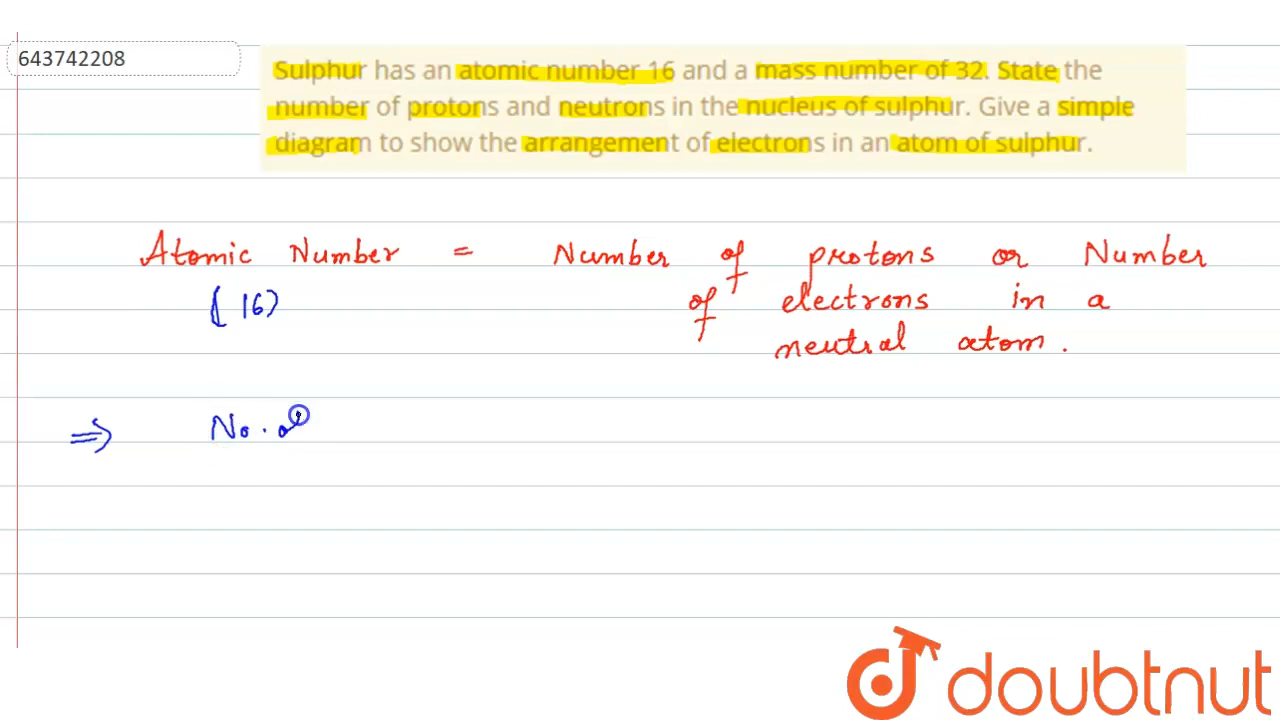 643742208
Sulphur has an atomic number 16 and a mass number of 32. State the
number of protons and neutrons in the nucleus of sulphur. Give a simple
diagram to show the arrangement of electrons in an atom of sulphur.
Atomic Number = Number of protons or Number
(16) of electrons in a
neutral atom.
⇒ No. of
doubtnut